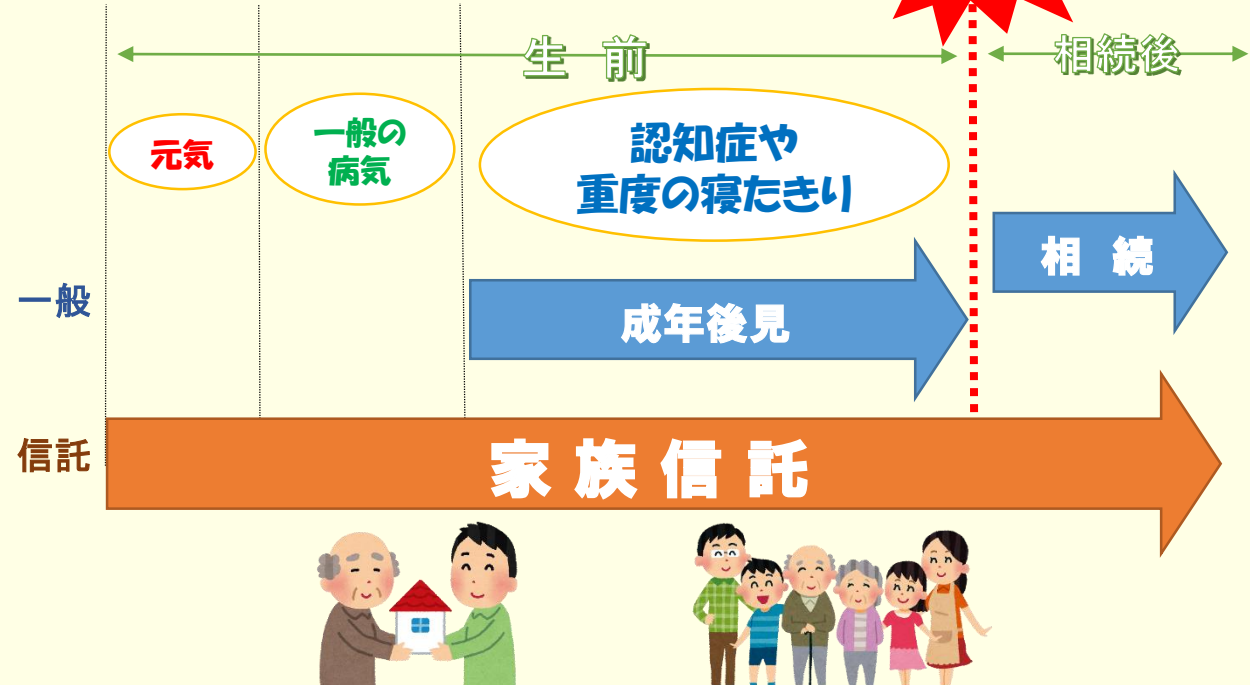 生 前
相続後
元気
一般の
病気
認知症や
重度の寝たきり
相 続
一般
成年後見
信託
家族信託